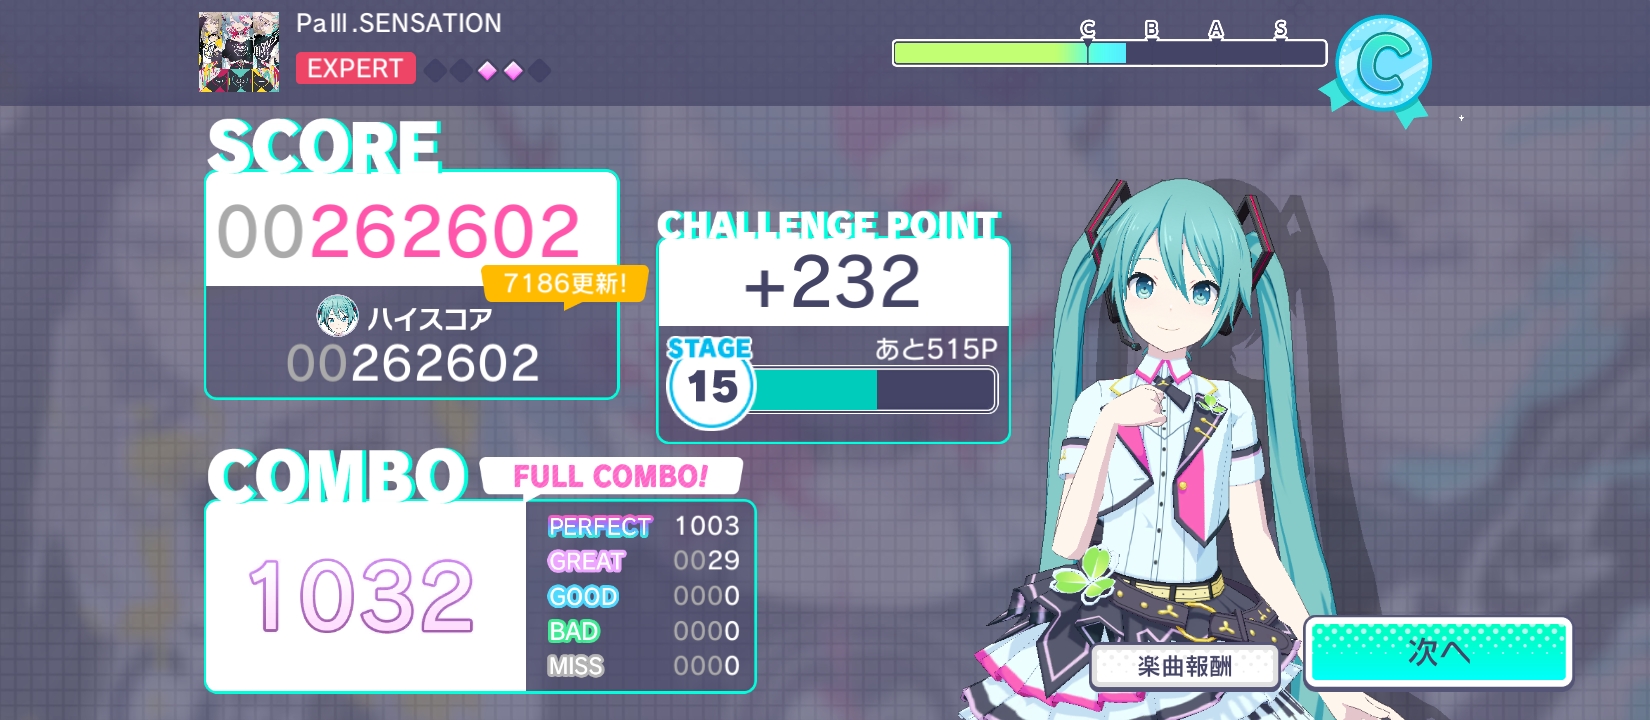 PaⅢ.SENSATION
EXPERT
C B A S
C
SCORE
00262602
7186更新!
ハイスコア
00262602
CHALLENGE POINT
+232
STAGE
15
あと515P
COMBO
FULL COMBO!
1032
PERFECT 1003
GREAT 0029
GOOD 0000
BAD 0000
MISS 0000
楽曲報酬
次へ